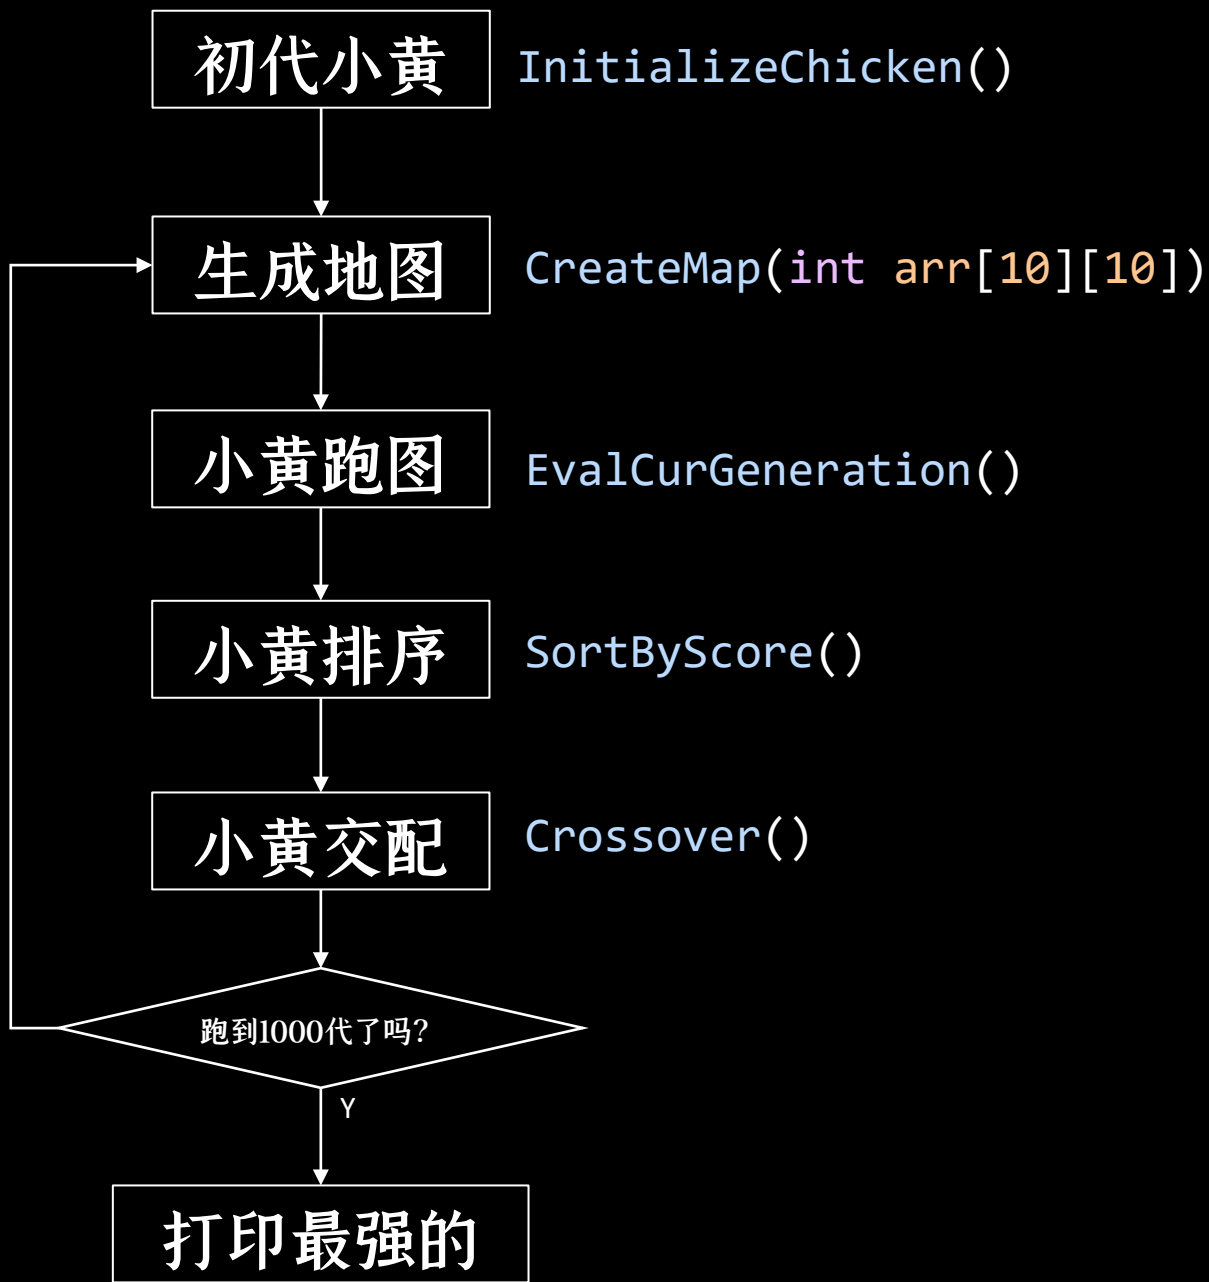 初代小黄
InitializeChicken()
生成地图
CreateMap(int arr[10][10])
小黄跑图
EvalCurGeneration()
小黄排序
SortByScore()
小黄交配
Crossover()
跑到1000代了吗?
Y
打印最强的